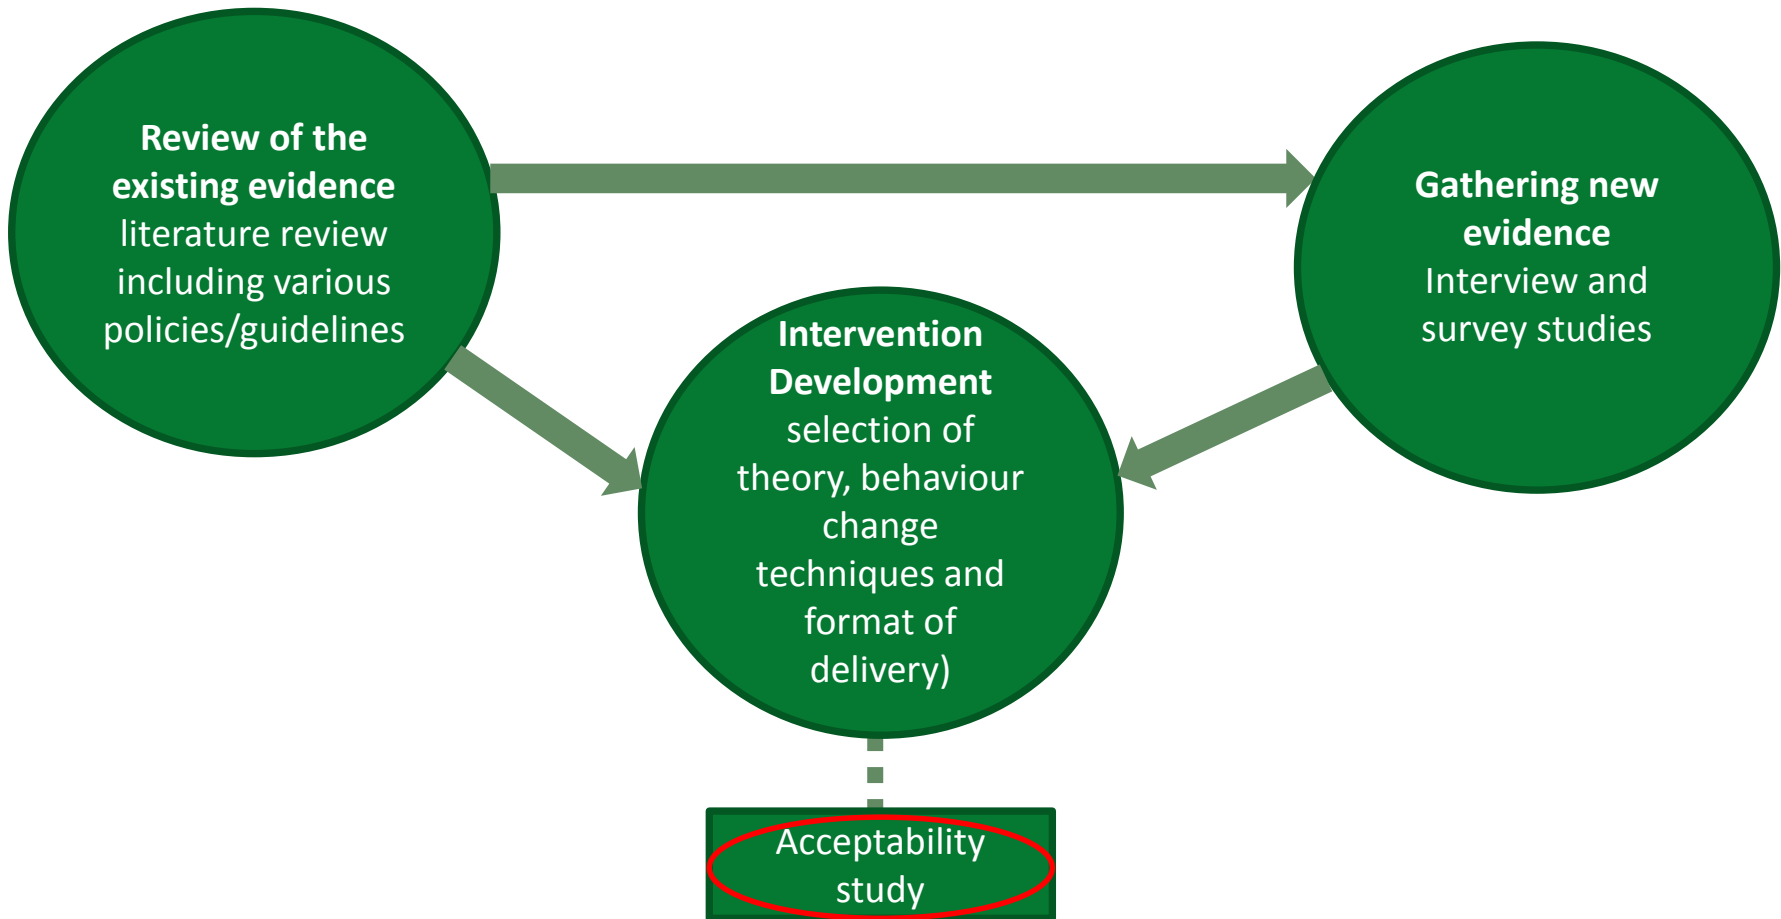 Review of the
existing evidence
literature review
including various
policies/guidelines
Gathering new
evidence
Interview and
survey studies
Intervention
Development
selection of
theory, behaviour
change
techniques and
format of
delivery)
Acceptability
study